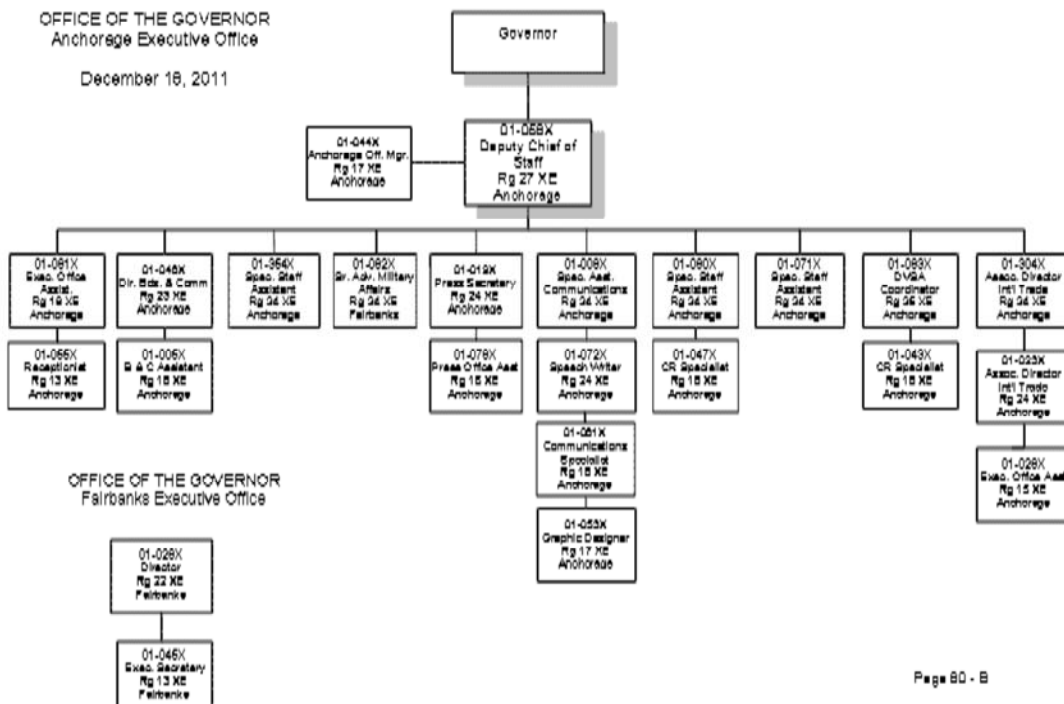 OFFICE OF THE GOVERNOR
Anchorage Executive Office
December 16, 2011
Governor
01-058X
Deputy Chief of
Staff
Rg 27 XE
Anchorage
01-044X
Anchorage Off. Mgr.
Rg 17 XE
Anchorage
01-081X
Exec. Office
Assist.
Rg 19 XE
Anchorage
01-046X
Dir. Bds. & Comm
Rg 23 XE
Anchorage
01-354X
Spec. Staff
Assistant
Rg 24 XE
Anchorage
01-082X
Sr. Adv. Military
Affairs
Rg 24 XE
Fairbanks
01-019X
Press Secretary
Rg 24 XE
Anchorage
01-008X
Spec. Asst.
Communications
Rg 24 XE
Anchorage
01-080X
Spec. Staff
Assistant
Rg 24 XE
Anchorage
01-071X
Spec. Staff
Assistant
Rg 24 XE
Anchorage
01-083X
DVSA
Coordinator
Rg 25 XE
Anchorage
01-304X
Assoc. Director
Int'l Trade
Rg 24 XE
Anchorage
01-055X
Receptionist
Rg 13 XE
Anchorage
01-005X
B & C Assistant
Rg 16 XE
Anchorage
01-078X
Press Office Asst
Rg 15 XE
Anchorage
01-072X
Speech Writer
Rg 24 XE
Anchorage
01-047X
CR Specialist
Rg 18 XE
Anchorage
01-043X
CR Specialist
Rg 18 XE
Anchorage
01-023X
Assoc. Director
Int'l Trade
Rg 24 XE
Anchorage
01-061X
Communications
Specialist
Rg 18 XE
Anchorage
01-028X
Exec. Office Asst
Rg 15 XE
Anchorage
01-053X
Graphic Designer
Rg 17 XE
Anchorage
OFFICE OF THE GOVERNOR
Fairbanks Executive Office
01-026X
Director
Rg 22 XE
Fairbanks
01-045X
Exec. Secretary
Rg 13 XE
Fairbanks
Page 80 - B